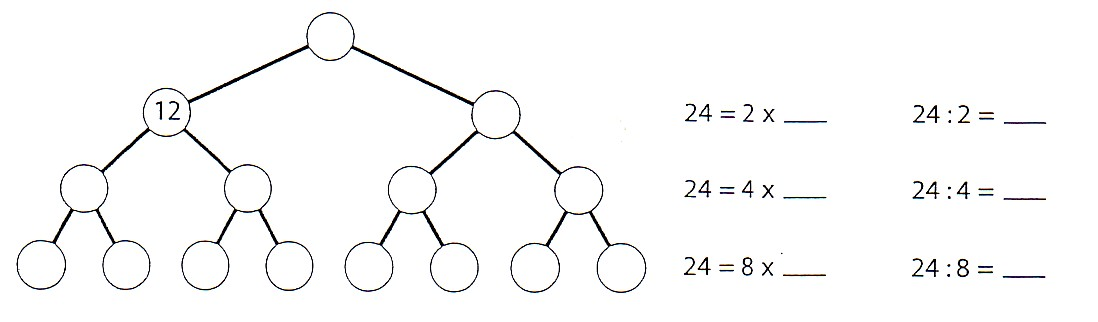 12
24 = 2 x ___ 24 : 2 = ___
24 = 4 x ___ 24 : 4 = ___
24 = 8 x ___ 24 : 8 = ___